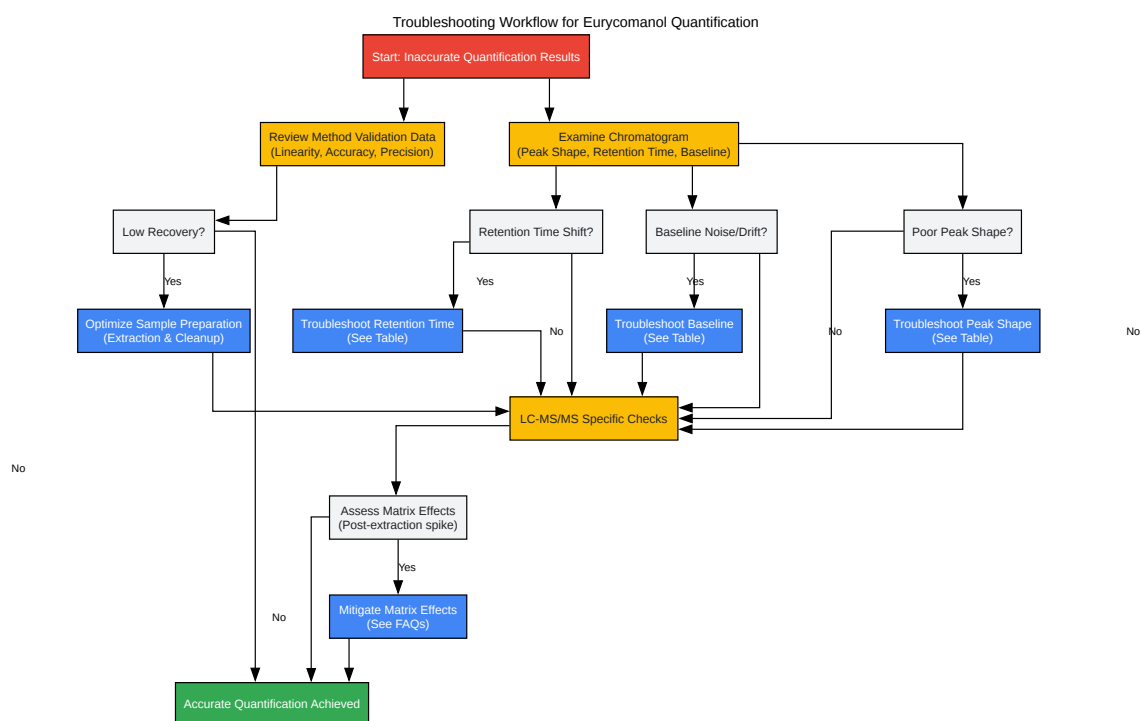 Troubleshooting Workflow for Eurycomanol Quantification
Start: Inaccurate Quantification Results
Review Method Validation Data
(Linearity, Accuracy, Precision)
Examine Chromatogram
(Peak Shape, Retention Time, Baseline)
Low Recovery?
Retention Time Shift?
Baseline Noise/Drift?
Poor Peak Shape?
Yes
Yes
Yes
Yes
Optimize Sample Preparation
(Extraction & Cleanup)
Troubleshoot Retention Time
(See Table)
No
Troubleshoot Baseline
(See Table)
No
Troubleshoot Peak Shape
(See Table)
No
LC-MS/MS Specific Checks
No
Assess Matrix Effects
(Post-extraction spike)
Yes
Mitigate Matrix Effects
(See FAQs)
No
Accurate Quantification Achieved